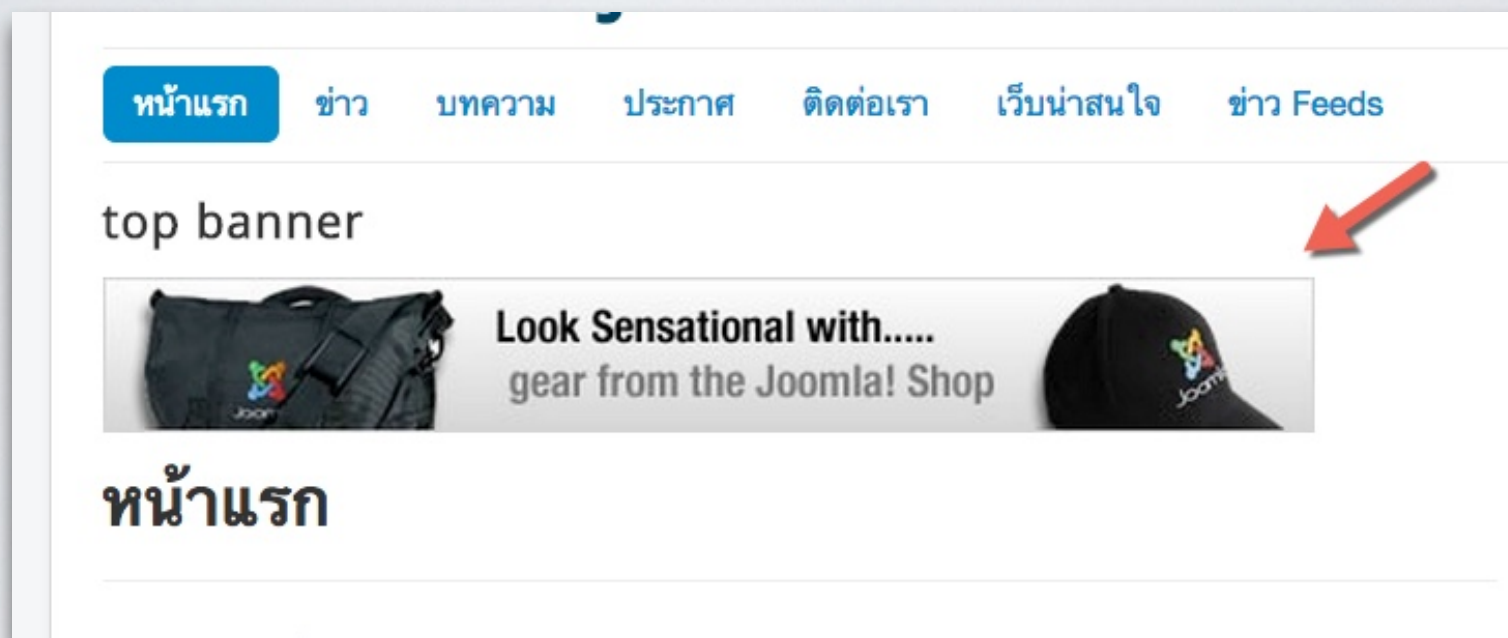 หน้าแรก ข่าว บทความ ประกาศ ติดต่อเรา เว็บน่าสนใจ ข่าว Feeds
top banner
Look Sensational with.....
gear from the Joomla! Shop
Joomla
หน้าแรก